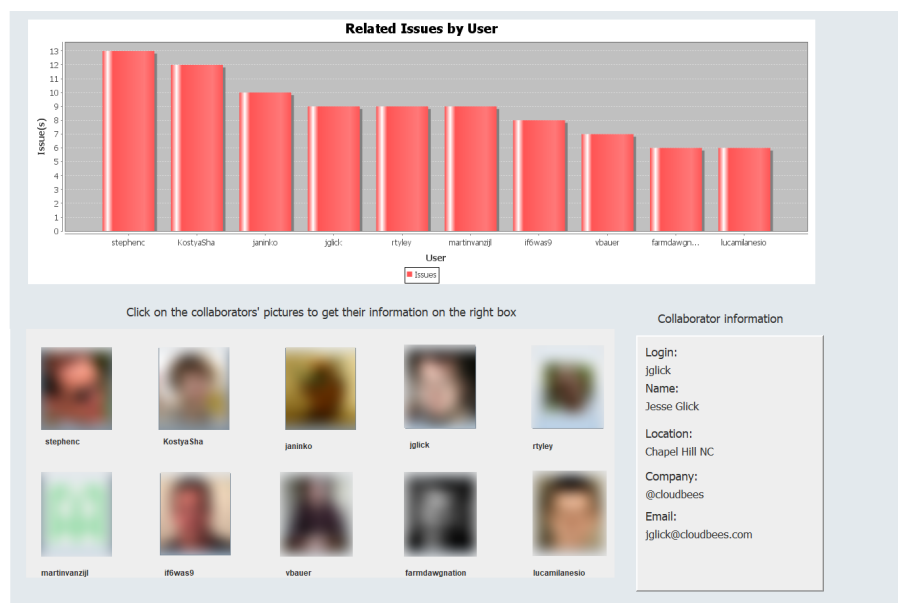 Related Issues by User
Issue(s)
13
12
11
10
9
8
7
6
5
4
3
2
1
0
stephenc KostyaSha janinko jglick rtyley martinvanzijl if6was9 vbauer farmdawgn... lucamilanesio
User
Issues
Click on the collaborators' pictures to get their information on the right box
stephenc KostyaSha janinko jglick rtyley
martinvanzijl if6was9 vbauer farmdawgnation lucamilanesio
Collaborator information
Login:
jglick
Name:
Jesse Glick
Location:
Chapel Hill NC
Company:
@cloudbees
Email:
jglick@cloudbees.com